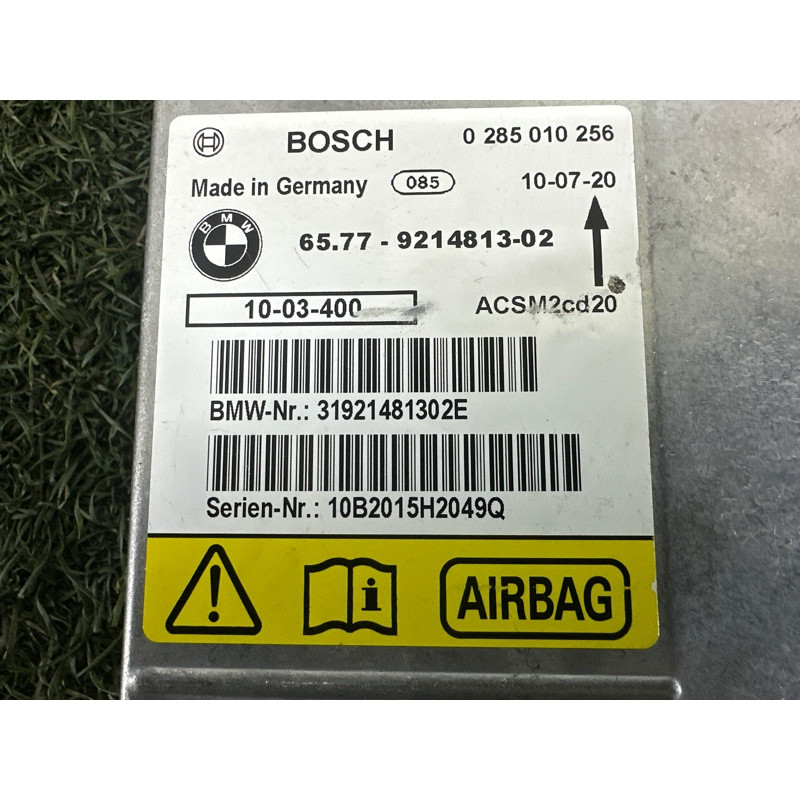 BOSCH 0 285 010 256
Made in Germany 085 10-07-20
BMW 65.77 - 9214813-02
10-03-400 ACSM2cd20
BMW-Nr.: 31921481302E
Serien-Nr.: 10B2015H2049Q
AIRBAG